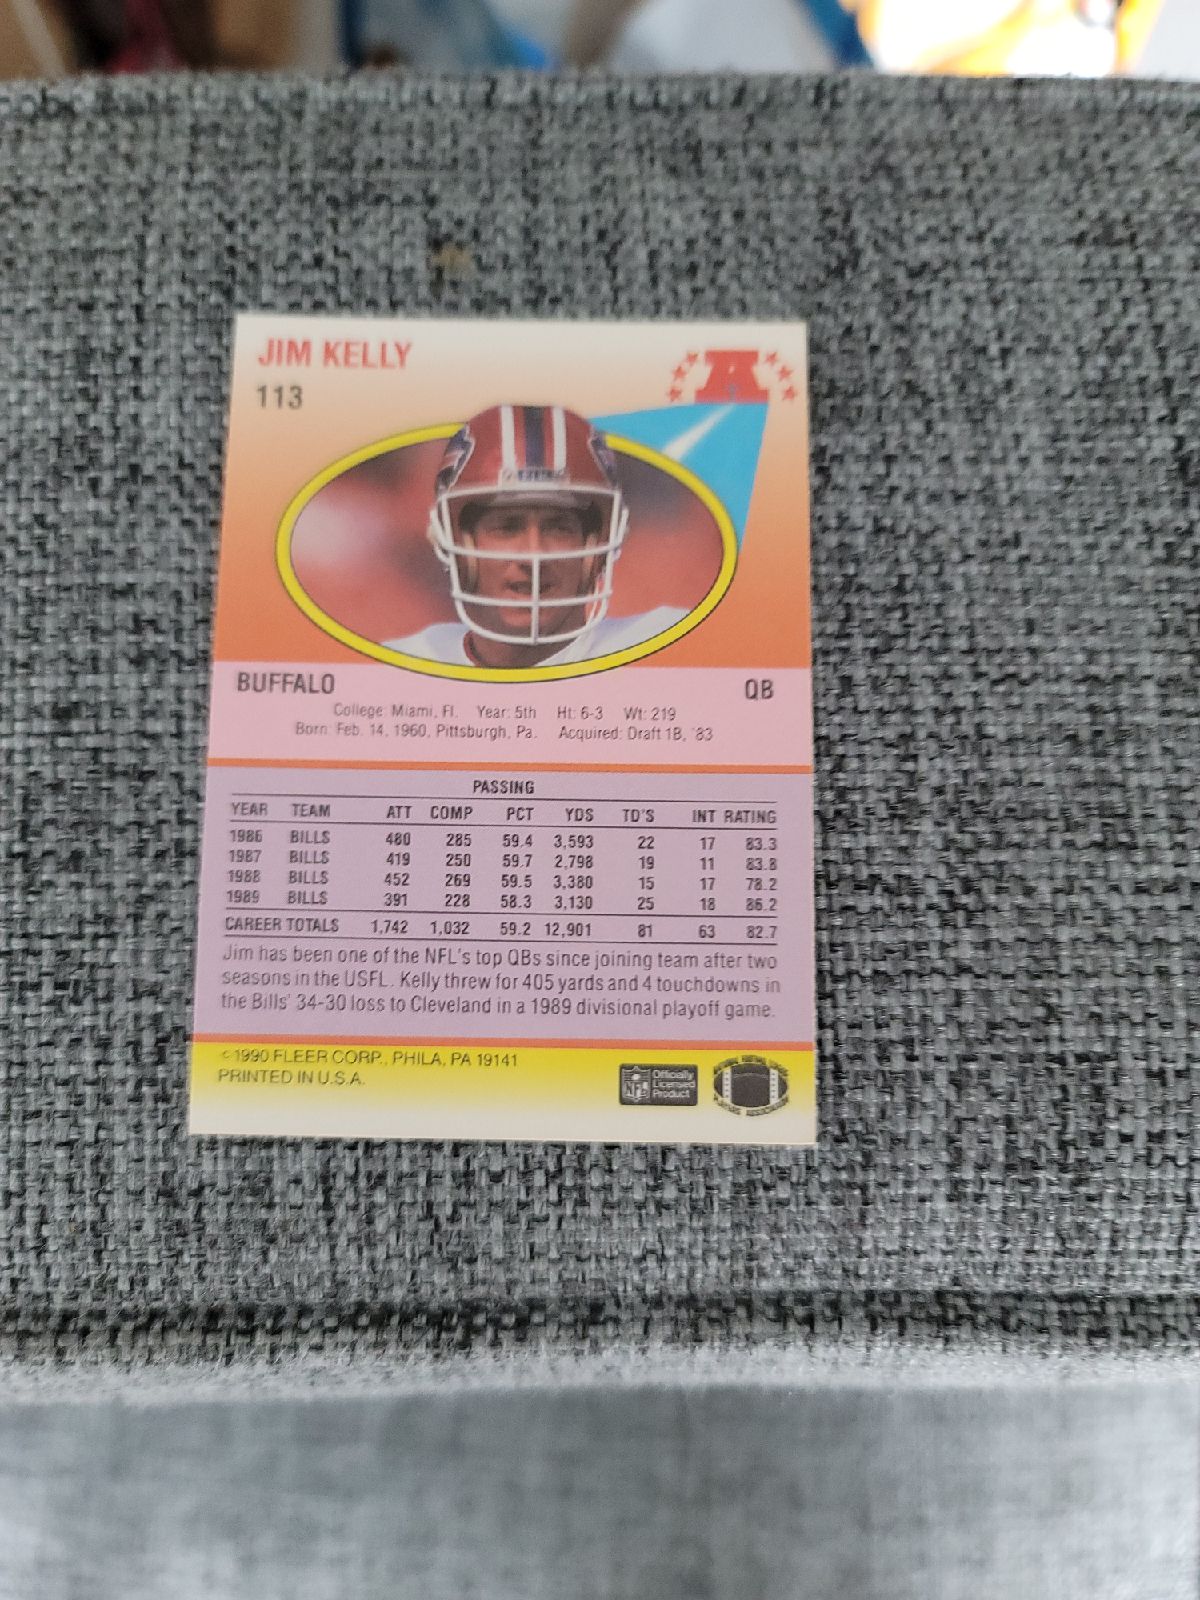 JIM KELLY
113
A
BUFFALO QB
College: Miami, Fl. Year: 5th Ht: 6-3 Wt: 219
Born: Feb. 14, 1960, Pittsburgh, Pa. Acquired: Draft 1B, '83
PASSING
YEAR TEAM ATT COMP PCT YDS TD'S INT RATING
1986 BILLS 480 285 59.4 3,593 22 17 83.3
1987 BILLS 419 250 59.7 2,798 19 11 83.8
1988 BILLS 452 269 59.5 3,380 15 17 78.2
1989 BILLS 391 228 58.3 3,130 25 18 86.2
CAREER TOTALS 1,742 1,032 59.2 12,901 81 63 82.7
Jim has been one of the NFL's top QBs since joining team after two
seasons in the USFL. Kelly threw for 405 yards and 4 touchdowns in
the Bills' 34-30 loss to Cleveland in a 1989 divisional playoff game.
©1990 FLEER CORP., PHILA, PA 19141
PRINTED IN U.S.A.
NFL
Officially
Licensed
Product